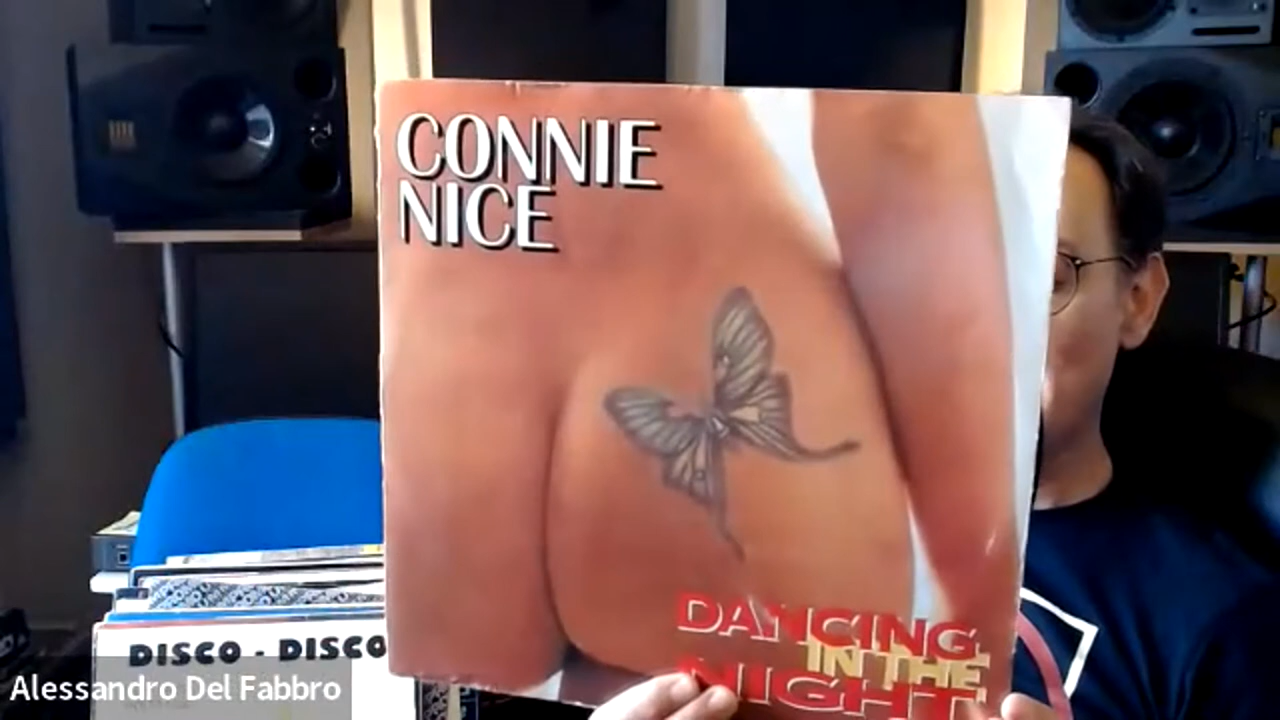 CONNIE
NICE
DANCING
IN THE
NIGHT
DISCO - DISCO
Alessandro Del Fabbro